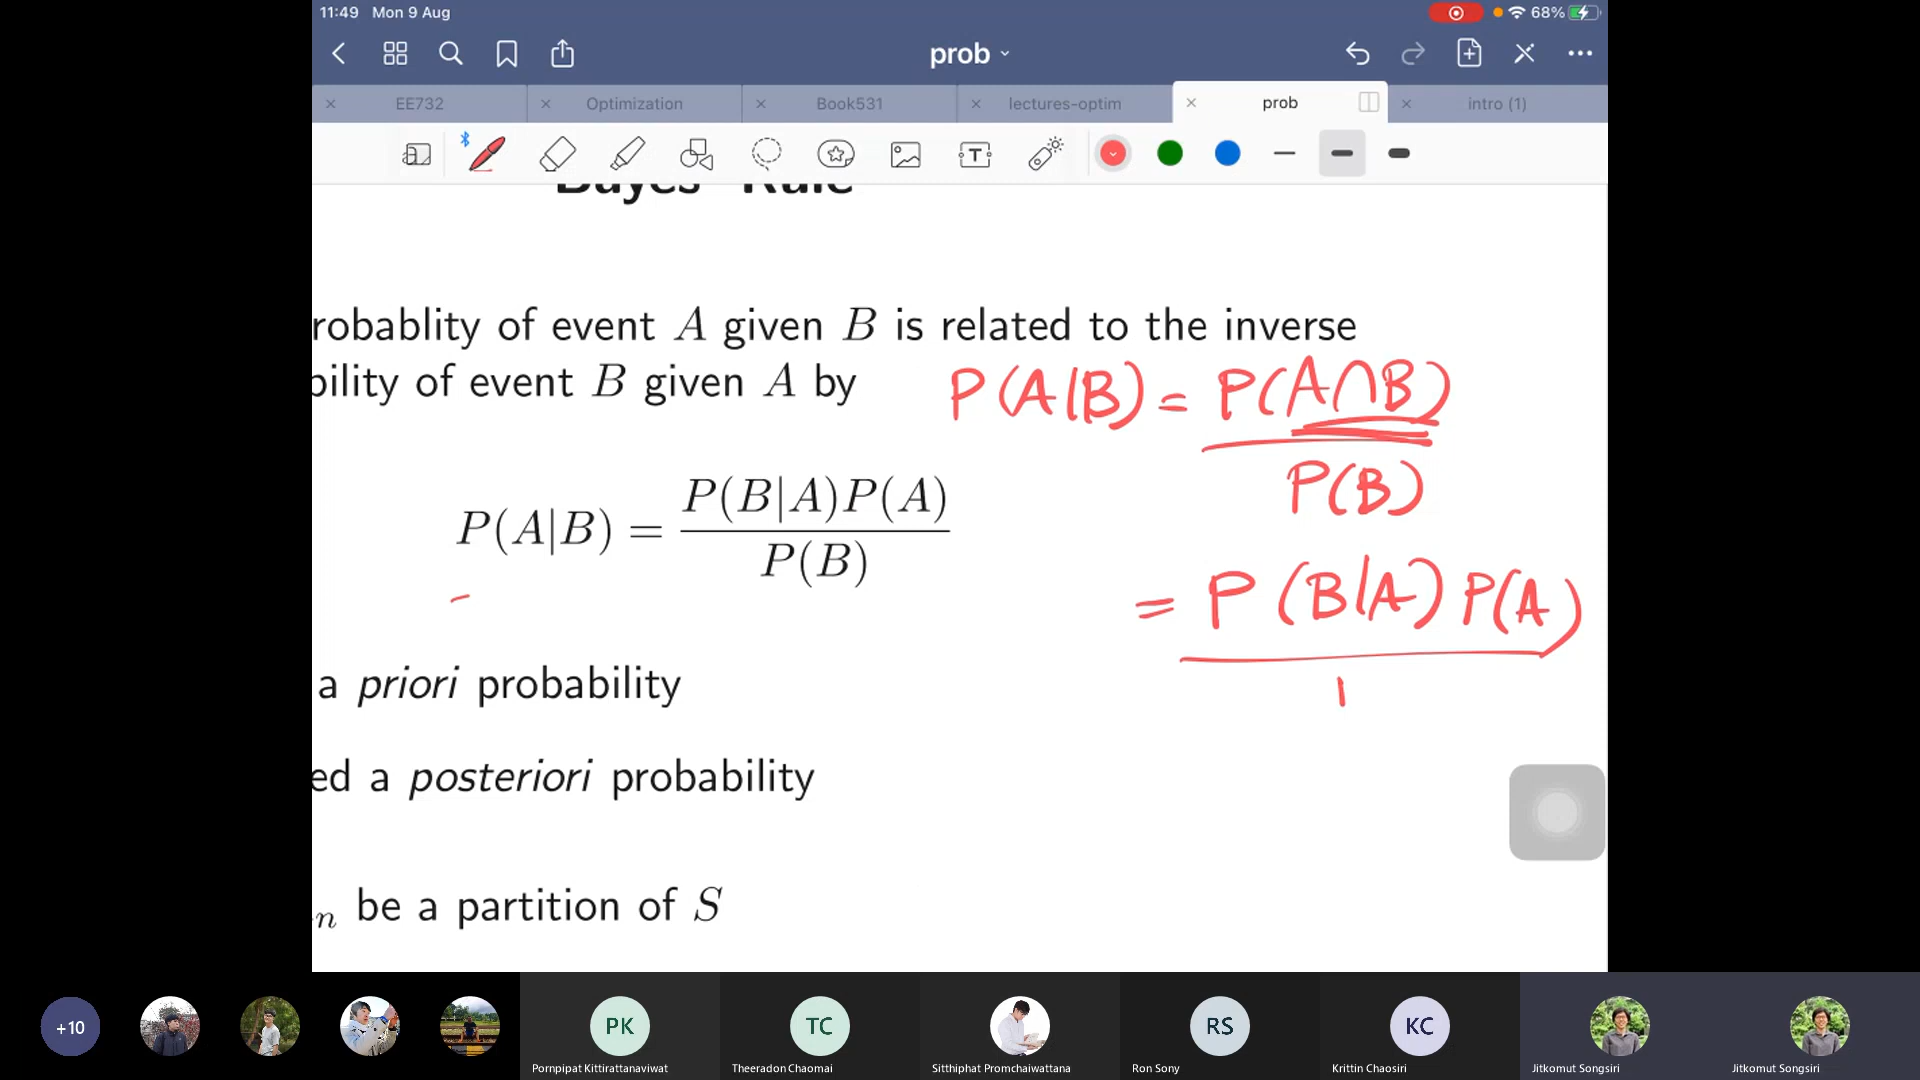 11:49 Mon 9 Aug
68%
prob
EE732
Optimization
Book531
lectures-optim
prob
intro (1)
Bayes' Rule
robablity of event A given B is related to the inverse
bility of event B given A by
P(A|B) = P(A∩B) / P(B)
P(A|B) = P(B|A)P(A) / P(B)
= P(B|A) P(A)
a priori probability
ed a posteriori probability
n be a partition of S
+10
PK
TC
RS
KC
Pornpipat Kittirattanaviwat
Theeradon Chaomai
Sitthiphat Promchaiwattana
Ron Sony
Krittin Chaosiri
Jitkomut Songsiri
Jitkomut Songsiri